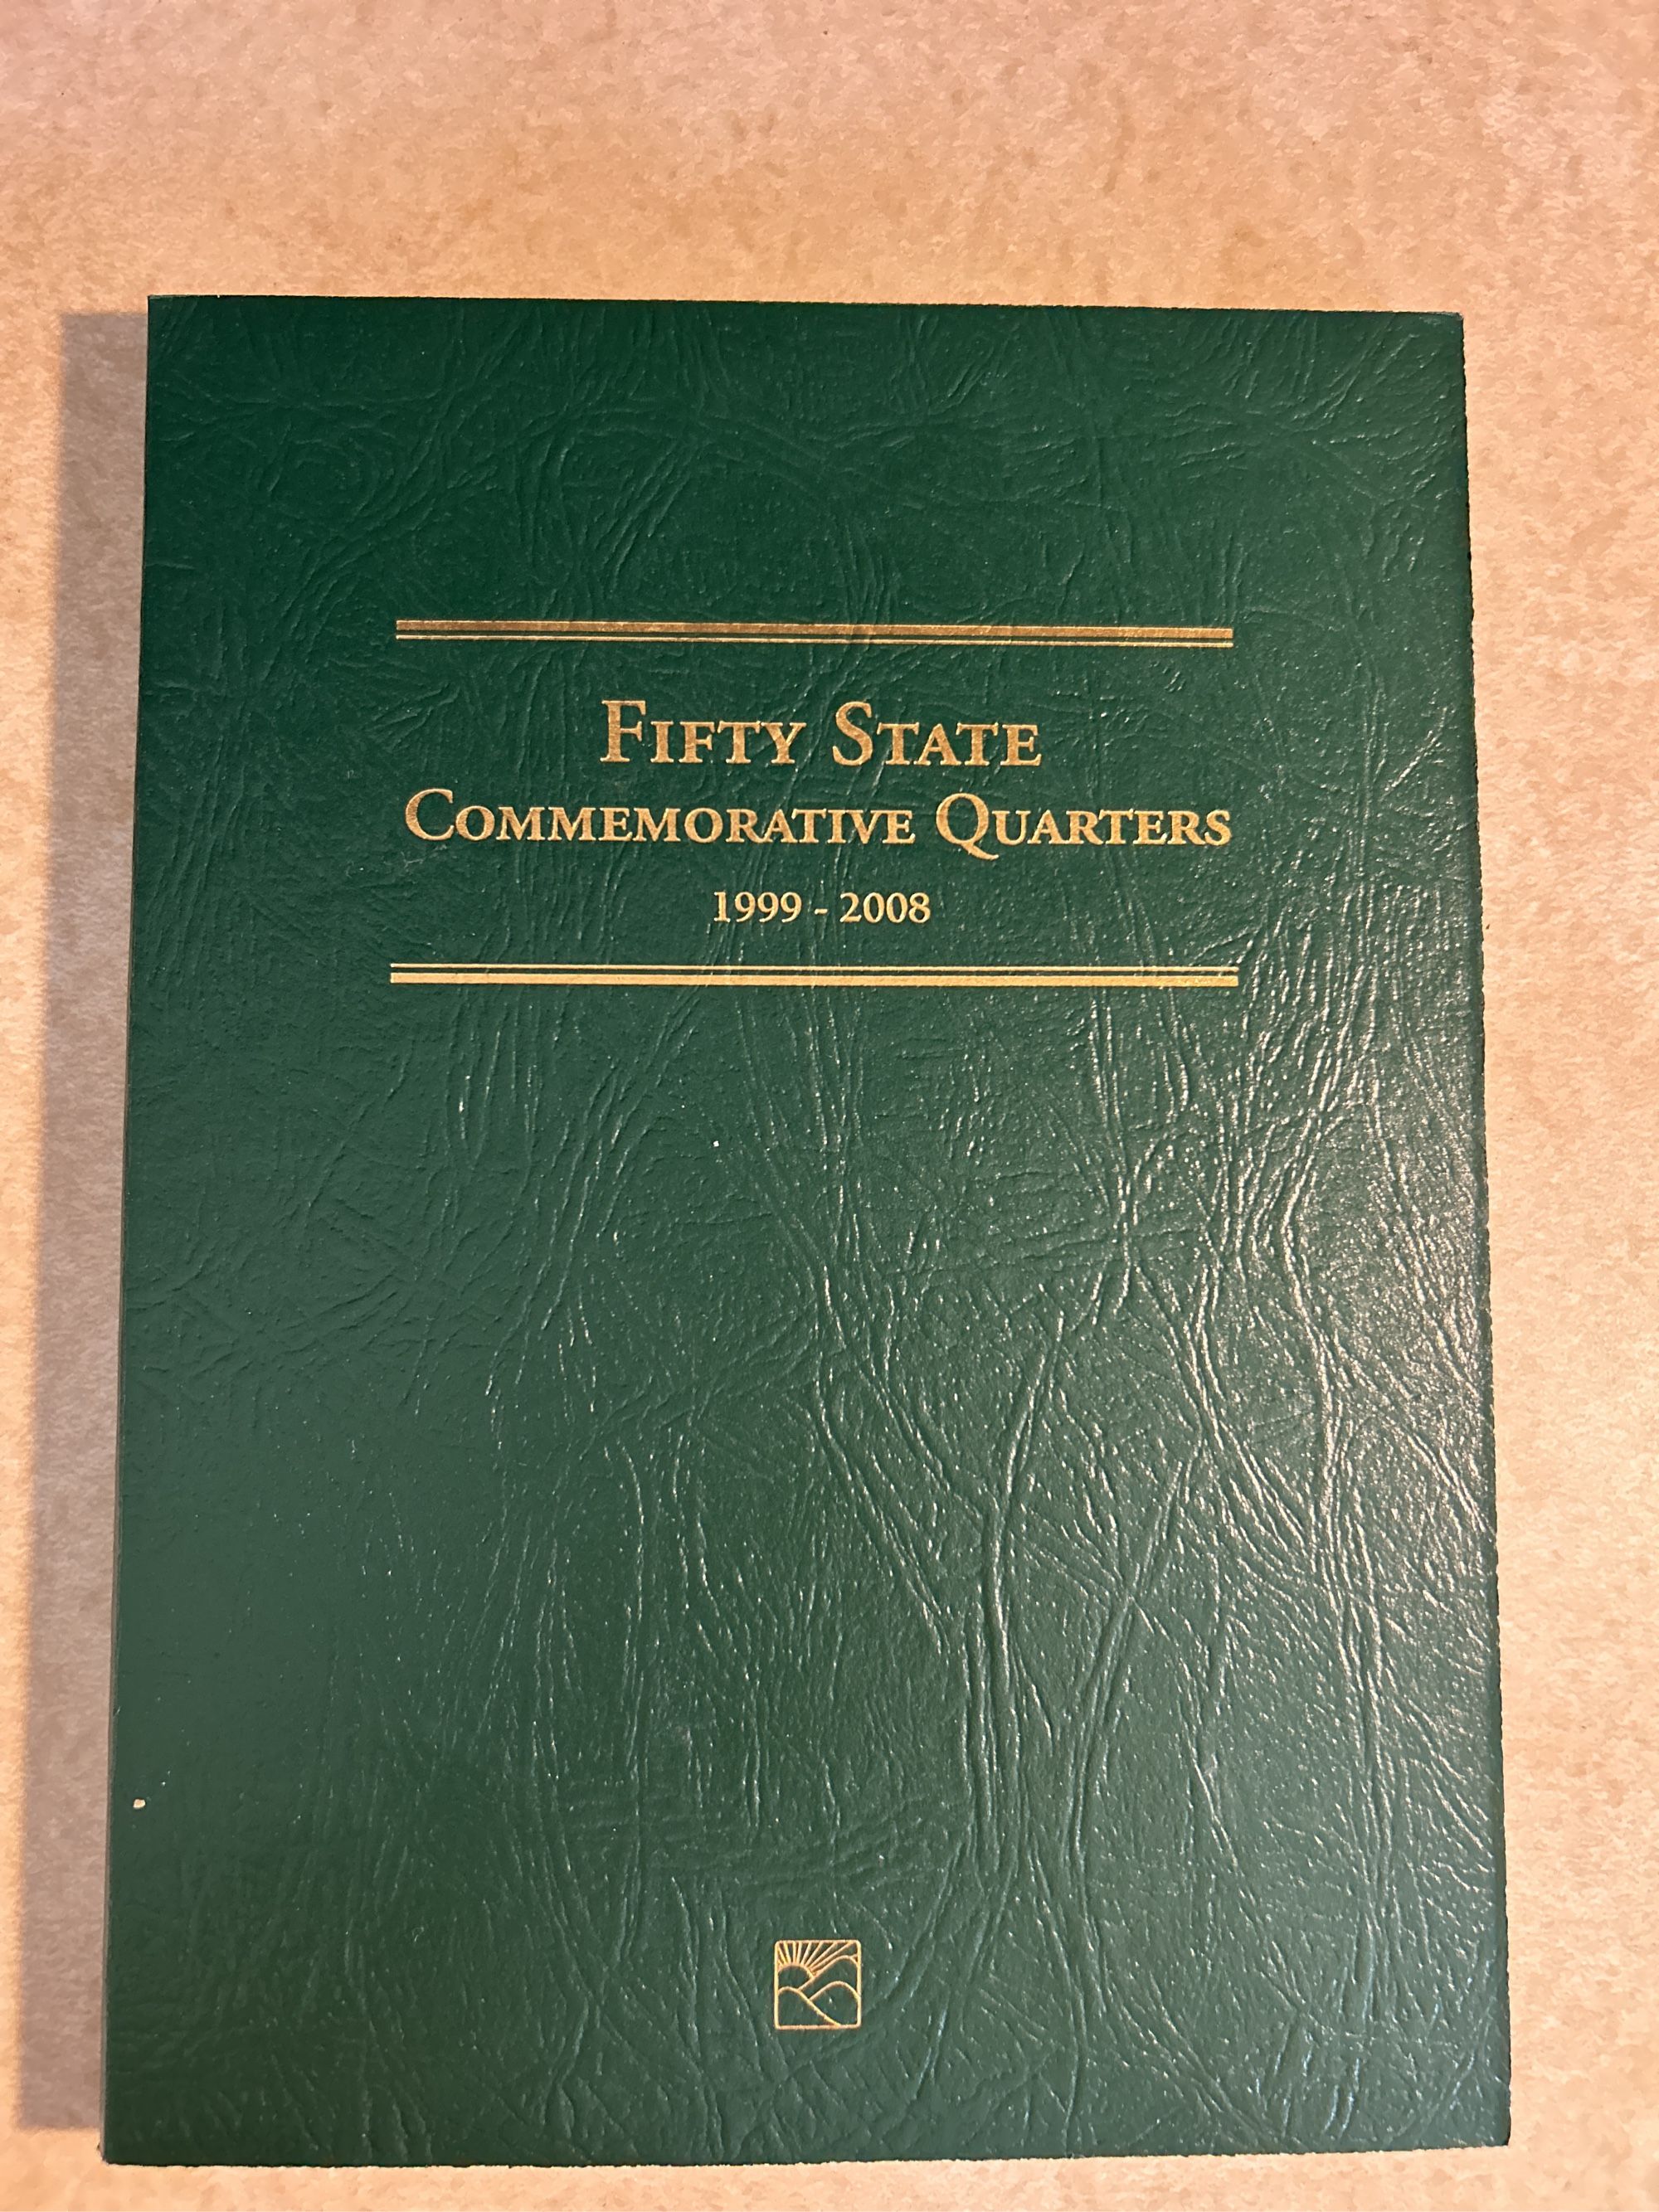 FIFTY STATE
COMMEMORATIVE QUARTERS
1999 - 2008